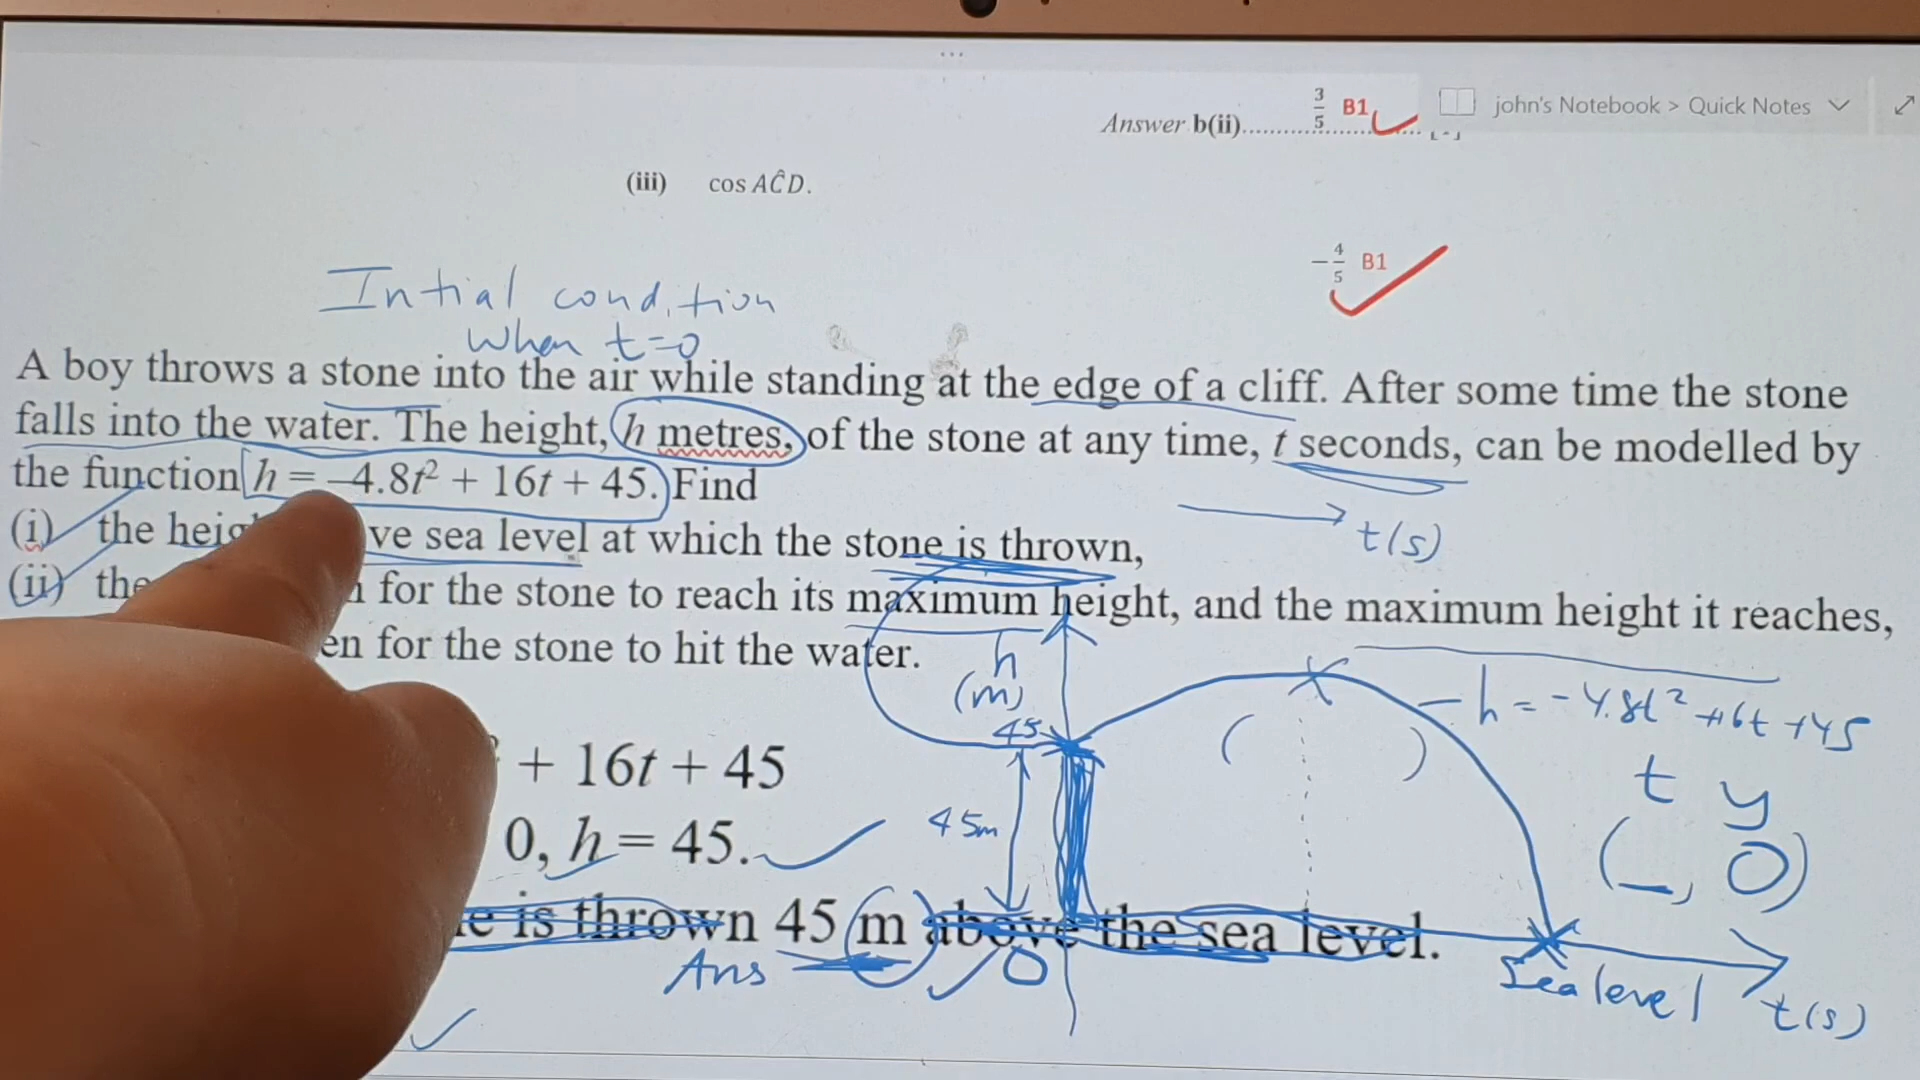 Answer b(ii)..... 3/5 B1
john's Notebook > Quick Notes
(iii) cos AĈD.
-4/5 B1
Intial condition
when t=0
A boy throws a stone into the air while standing at the edge of a cliff. After some time the stone
falls into the water. The height, h metres, of the stone at any time, t seconds, can be modelled by
the function h = –4.8t² + 16t + 45. Find
(i) the heig ve sea level at which the stone is thrown,
t(s)
(ii) the for the stone to reach its maximum height, and the maximum height it reaches,
en for the stone to hit the water.
h
(m)
h = -4.8t² + 16t + 45
45
+ 16t + 45
t y
45m
0, h = 45.
( _, 0)
e is thrown 45 m above the sea level.
Ans
0
Sea level
t(s)